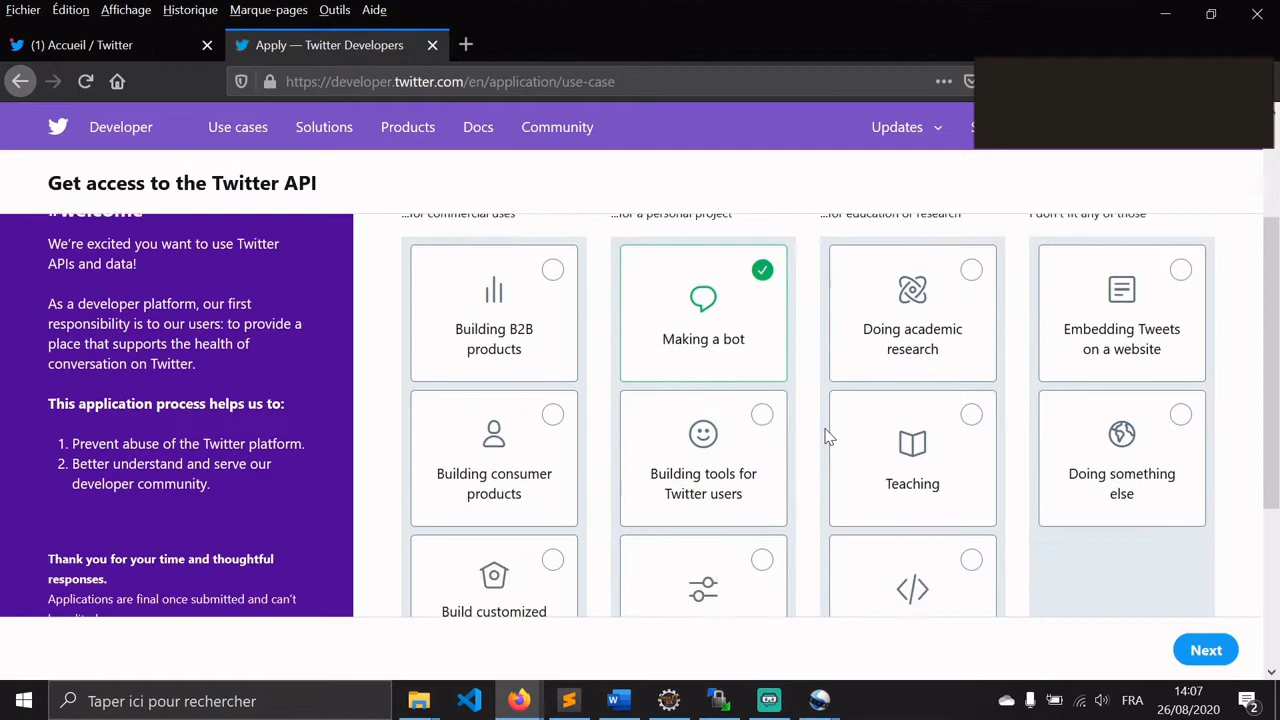 Fichier Édition Affichage Historique Marque-pages Outils Aide
(1) Accueil / Twitter
Apply — Twitter Developers
https://developer.twitter.com/en/application/use-case
Developer Use cases Solutions Products Docs Community Updates
Get access to the Twitter API
#welcome
We're excited you want to use Twitter
APIs and data!
As a developer platform, our first
responsibility is to our users: to provide a
place that supports the health of
conversation on Twitter.
This application process helps us to:
1. Prevent abuse of the Twitter platform.
2. Better understand and serve our
developer community.
Thank you for your time and thoughtful
responses.
Applications are final once submitted and can't
...for commercial uses
...for a personal project
...for education or research
I don't fit any of those
Building B2B
products
Making a bot
Doing academic
research
Embedding Tweets
on a website
Building consumer
products
Building tools for
Twitter users
Teaching
Doing something
else
Build customized
Next
Taper ici pour rechercher
FRA
14:07
26/08/2020
2